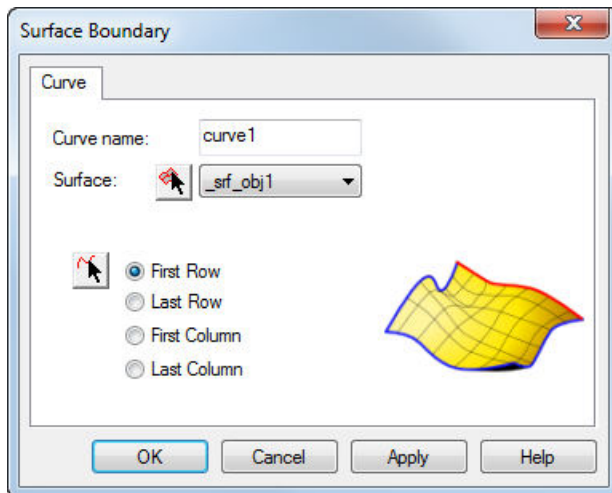 Surface Boundary
Curve
Curve name: curve1
Surface: _srf_obj1
First Row
Last Row
First Column
Last Column
OK Cancel Apply Help